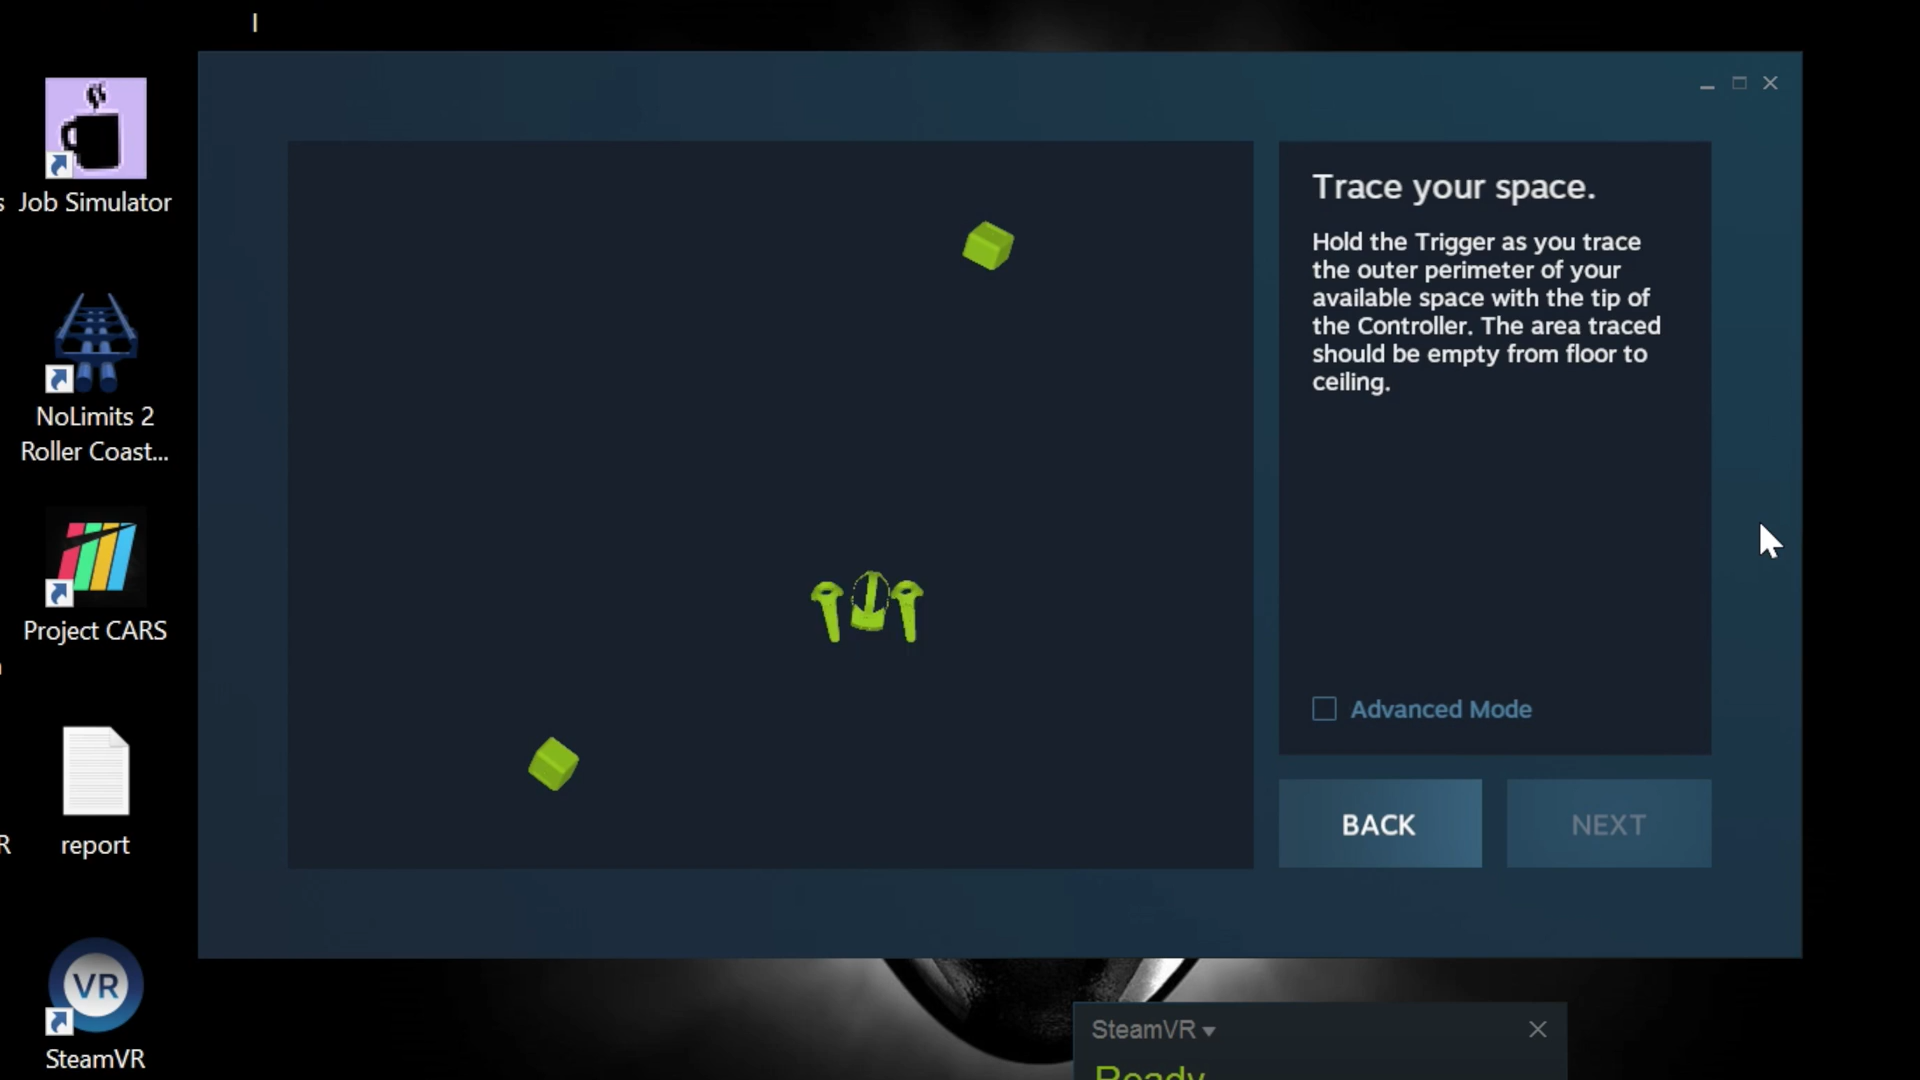 Job Simulator
NoLimits 2
Roller Coast...
Project CARS
report
VR
SteamVR
Trace your space.
Hold the Trigger as you trace
the outer perimeter of your
available space with the tip of
the Controller. The area traced
should be empty from floor to
ceiling.
Advanced Mode
BACK
NEXT
SteamVR
Ready